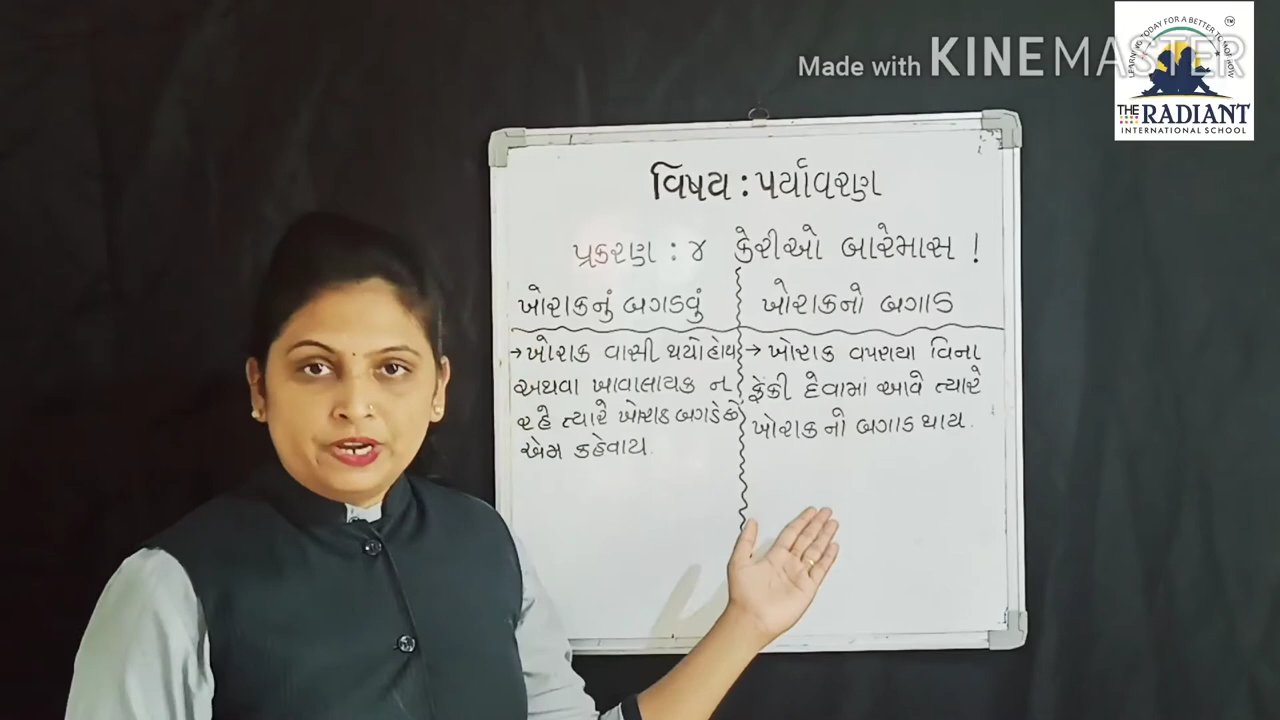 Made with KINEMASTER
LEARNING TODAY FOR A BETTER TOMORROW
TM
THE RADIANT
INTERNATIONAL SCHOOL
વિષય : પર્યાવરણ
પ્રકરણ : ૪ કેરીઓ બારેમાસ !
ખોરાકનું બગડવું
ખોરાકનો બગાડ
→ ખોરાક વાસી થયો હોય
અથવા ખાવાલાયક ન
રહે ત્યારે ખોરાક બગડેછે
એમ કહેવાય.
→ ખોરાક વપરાયા વિના
ફેંકી દેવામાં આવે ત્યારે
ખોરાક નો બગાડ થાય.